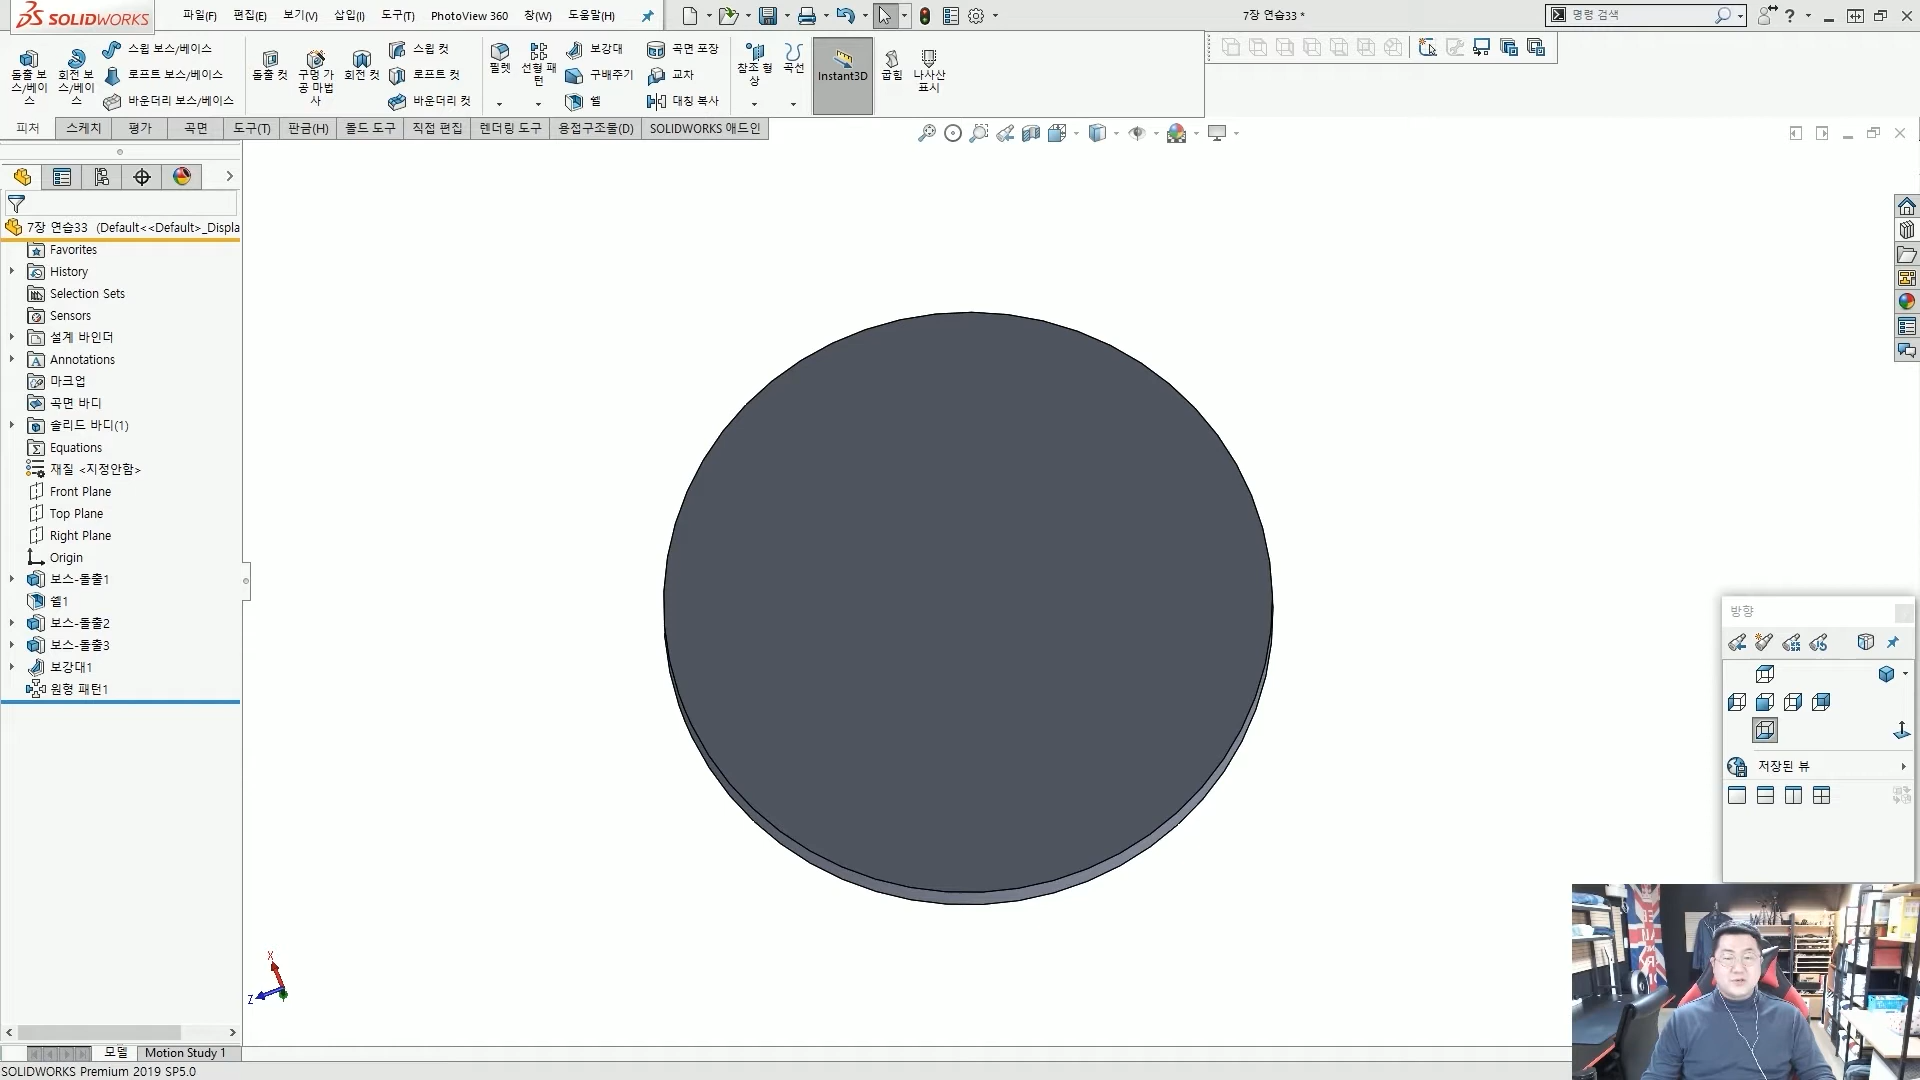 SOLIDWORKS
파일(F) 편집(E) 보기(V) 삽입(I) 도구(T) PhotoView 360 창(W) 도움말(H)
7장 연습33 *
명령 검색
돌출 보스/베이스
회전 보스/베이스
스윕 보스/베이스
로프트 보스/베이스
바운더리 보스/베이스
돌출 컷
구멍 가공 마법사
회전 컷
스윕 컷
로프트 컷
바운더리 컷
필렛
선형 패턴
보강대
구배주기
쉘
곡면 포장
교차
대칭 복사
참조 형상
곡선
Instant3D
굽힘
나사산 표시
피처 스케치 평가 곡면 도구(T) 판금(H) 몰드 도구 직접 편집 렌더링 도구 용접구조물(D) SOLIDWORKS 애드인
7장 연습33 (Default<<Default>_Displa
Favorites
History
Selection Sets
Sensors
설계 바인더
Annotations
마크업
곡면 바디
솔리드 바디(1)
Equations
재질 <지정안함>
Front Plane
Top Plane
Right Plane
Origin
보스-돌출1
쉘1
보스-돌출2
보스-돌출3
보강대1
원형 패턴1
방향
저장된 뷰
X
Z
모델 Motion Study 1
SOLIDWORKS Premium 2019 SP5.0